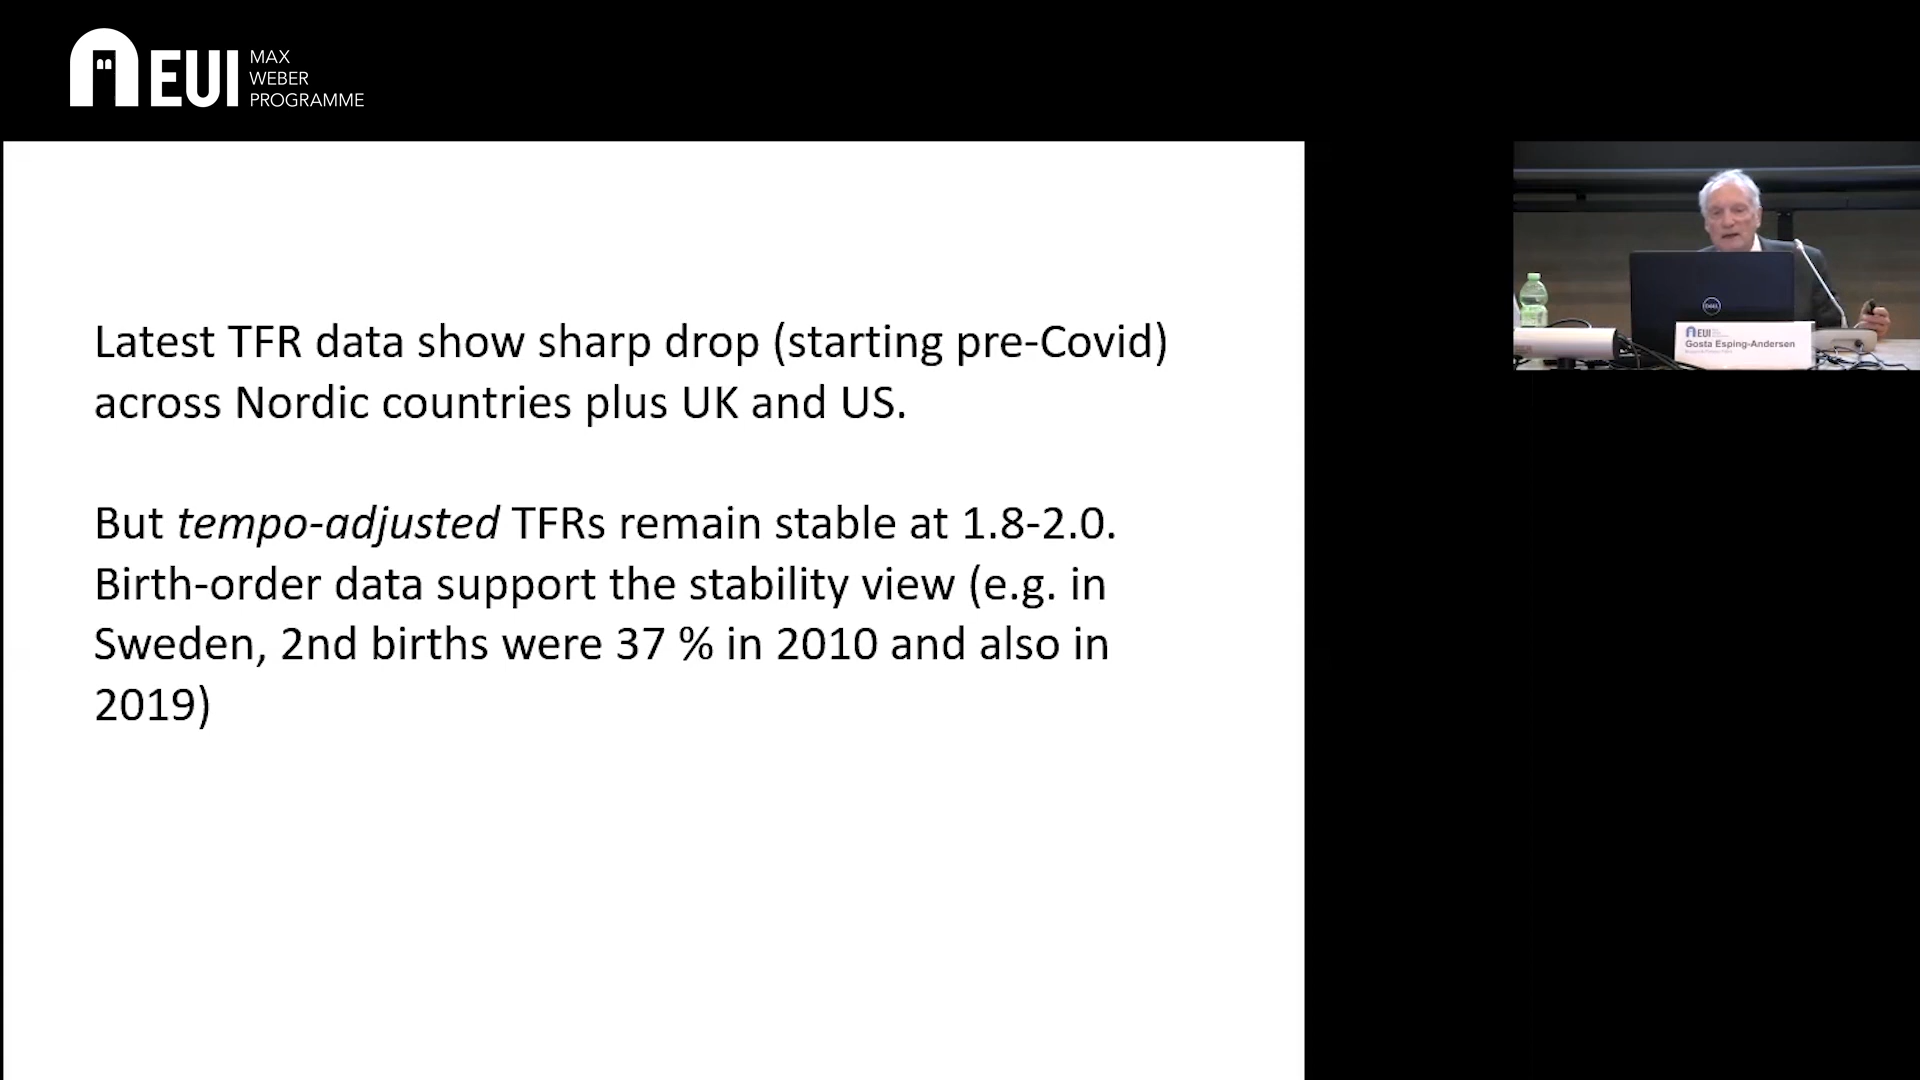 EUI
MAX
WEBER
PROGRAMME
Latest TFR data show sharp drop (starting pre-Covid)
across Nordic countries plus UK and US.
But tempo-adjusted TFRs remain stable at 1.8-2.0.
Birth-order data support the stability view (e.g. in
Sweden, 2nd births were 37 % in 2010 and also in
2019)
DELL
EUI
Gosta Esping-Andersen